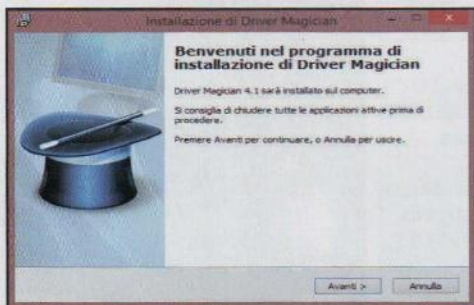 Installazione di Driver Magician
Benvenuti nel programma di
installazione di Driver Magician
Driver Magician 4.1 sarà installato sul computer.
Si consiglia di chiudere tutte le applicazioni attive prima di
procedere.
Premere Avanti per continuare, o Annulla per uscire.
Avanti >
Annulla